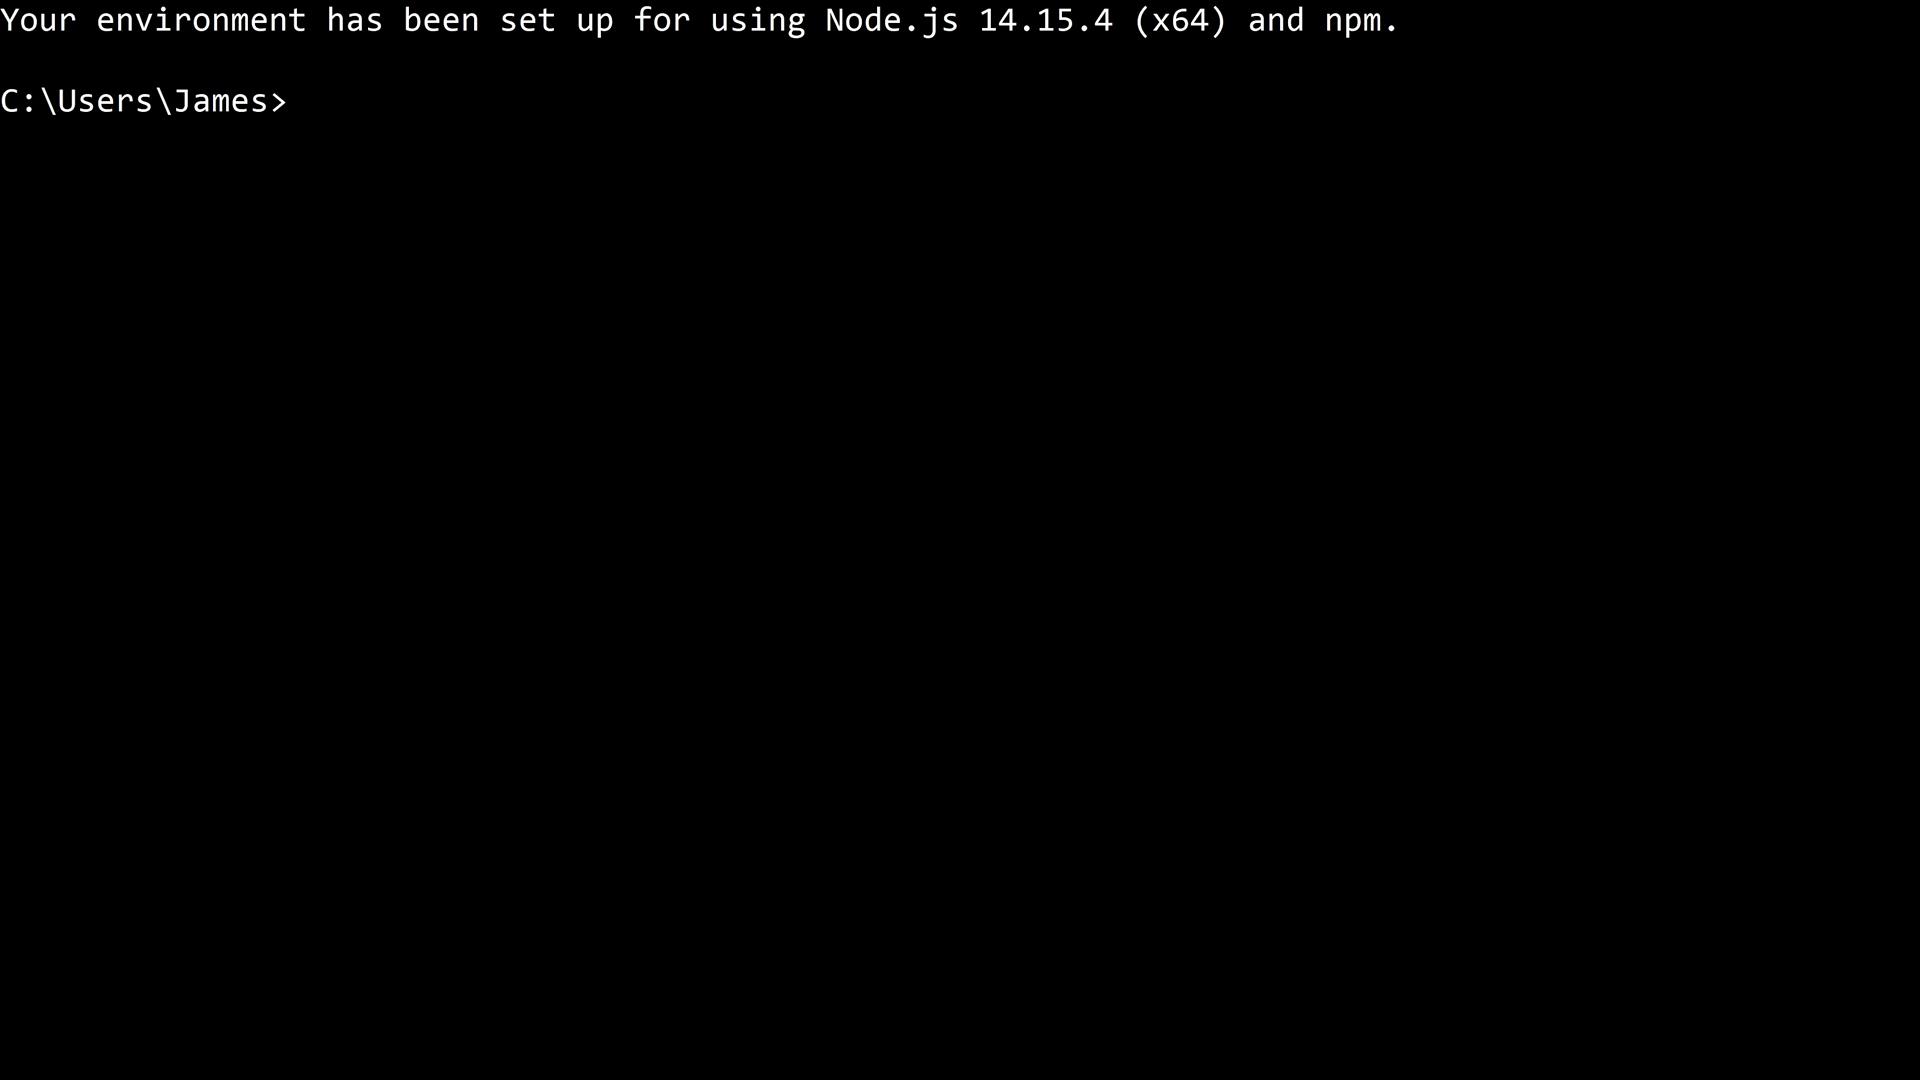 Your environment has been set up for using Node.js 14.15.4 (x64) and npm.
C:\Users\James>